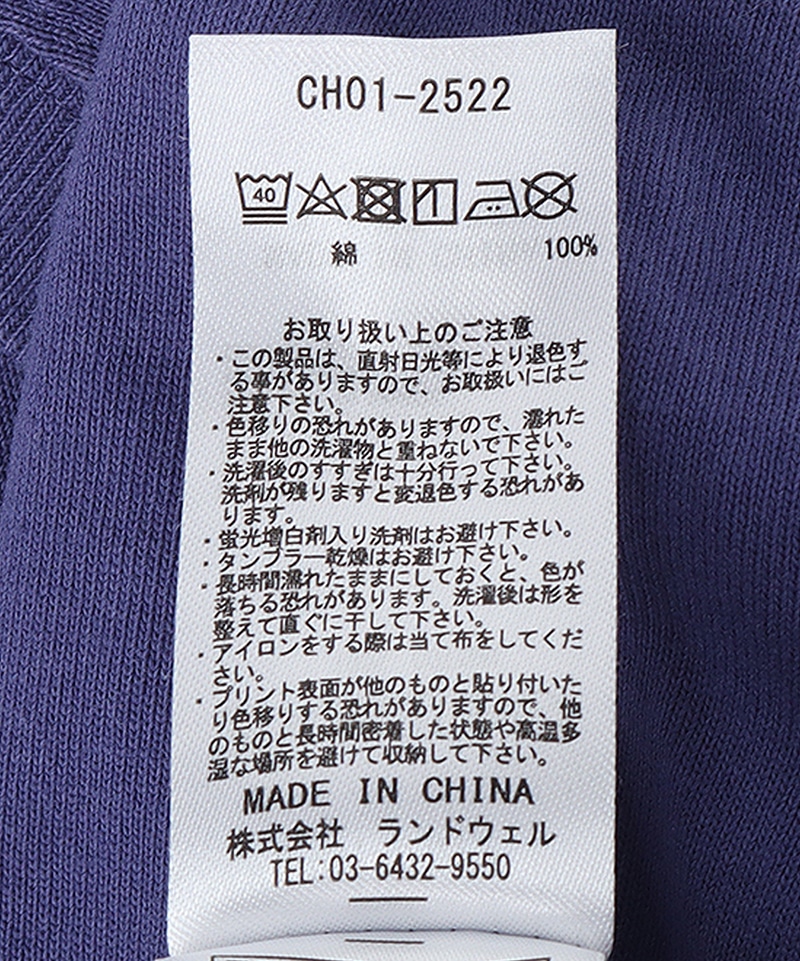 CH01-2522
40
綿 100%
お取り扱い上のご注意
・この製品は、直射日光等により退色す
る事がありますので、お取扱いにはご
注意下さい。
・色移りの恐れがありますので、濡れた
まま他の洗濯物と重ねないで下さい。
・洗濯後のすすぎは十分行って下さい。
洗剤が残りますと変退色する恐れがあ
ります。
・蛍光増白剤入り洗剤はお避け下さい。
・タンブラー乾燥はお避け下さい。
・長時間濡れたままにしておくと、色が
落ちる恐れがあります。洗濯後は形を
整えて直ぐに干して下さい。
・アイロンをする際は当て布をしてくだ
さい。
・プリント表面が他のものと貼り付いた
り色移りする恐れがありますので、他
のものと長時間密着した状態や高温多
湿な場所を避けて収納して下さい。
MADE IN CHINA
株式会社 ランドウェル
TEL:03-6432-9550